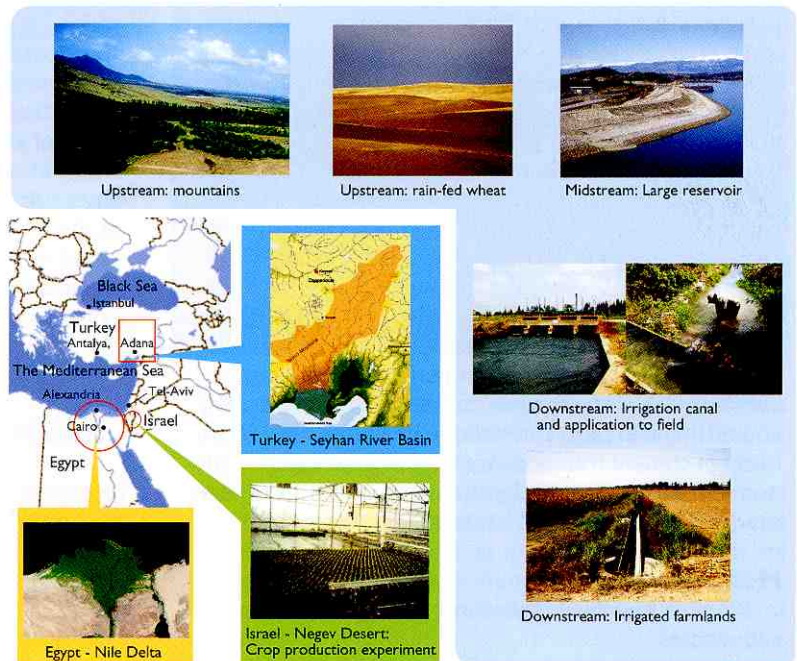 Upstream: mountains
Upstream: rain-fed wheat
Midstream: Large reservoir
Black Sea
Istanbul
Turkey
Antalya,
Adana
The Mediterranean Sea
Alexandria
Tel-Aviv
Cairo
Israel
Egypt
Turkey - Seyhan River Basin
Downstream: Irrigation canal
and application to field
Downstream: Irrigated farmlands
Egypt - Nile Delta
Israel - Negev Desert:
Crop production experiment